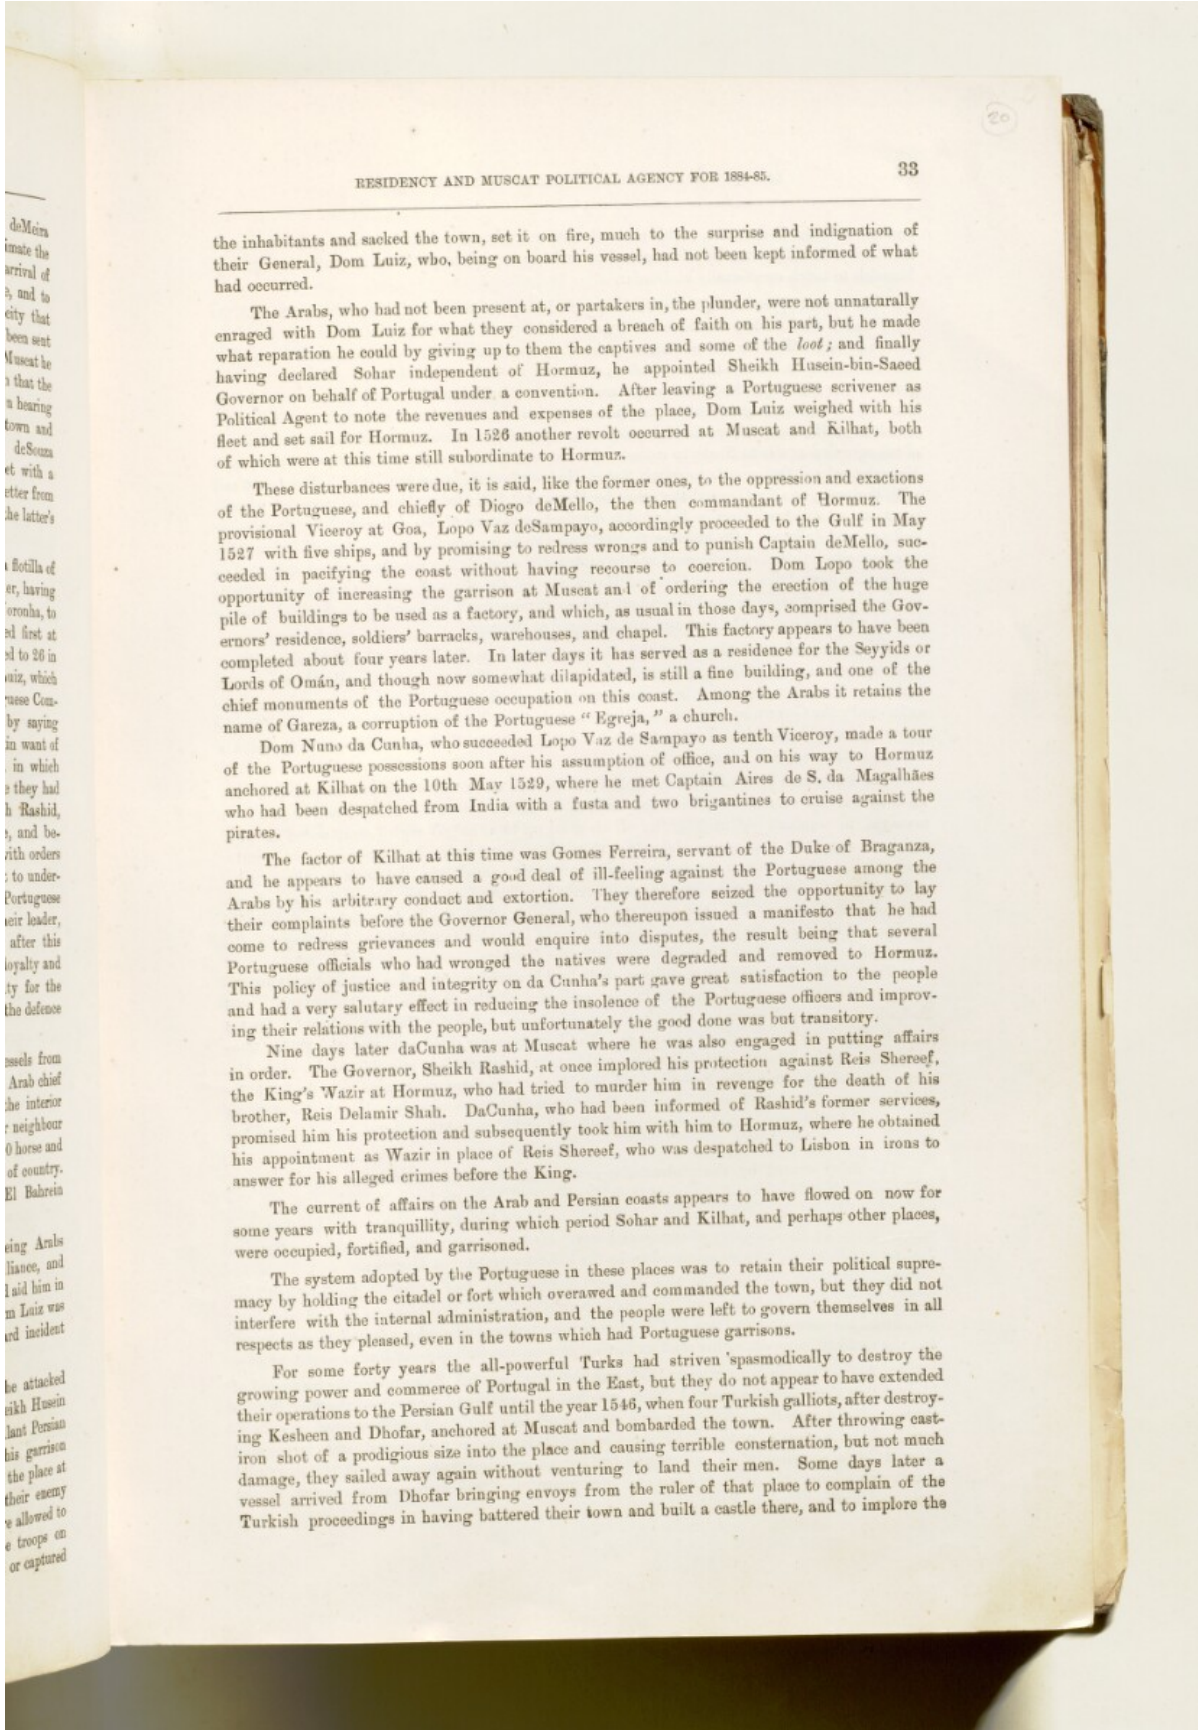 20
RESIDENCY AND MUSCAT POLITICAL AGENCY FOR 1884-85.
33
the inhabitants and sacked the town, set it on fire, much to the surprise and indignation of
their General, Dom Luiz, who, being on board his vessel, had not been kept informed of what
had occurred.
The Arabs, who had not been present at, or partakers in, the plunder, were not unnaturally
enraged with Dom Luiz for what they considered a breach of faith on his part, but he made
what reparation he could by giving up to them the captives and some of the loot; and finally
having declared Sohar independent of Hormuz, he appointed Sheikh Husein-bin-Saeed
Governor on behalf of Portugal under a convention. After leaving a Portuguese scrivener as
Political Agent to note the revenues and expenses of the place, Dom Luiz weighed with his
fleet and set sail for Hormuz. In 1526 another revolt occurred at Muscat and Kilhat, both
of which were at this time still subordinate to Hormuz.
These disturbances were due, it is said, like the former ones, to the oppression and exactions
of the Portuguese, and chiefly of Diogo deMello, the then commandant of Hormuz. The
provisional Viceroy at Goa, Lopo Vaz deSampayo, accordingly proceeded to the Gulf in May
1527 with five ships, and by promising to redress wrongs and to punish Captain deMello, suc-
ceeded in pacifying the coast without having recourse to coercion. Dom Lopo took the
opportunity of increasing the garrison at Muscat and of ordering the erection of the huge
pile of buildings to be used as a factory, and which, as usual in those days, comprised the Gov-
ernors' residence, soldiers' barracks, warehouses, and chapel. This factory appears to have been
completed about four years later. In later days it has served as a residence for the Seyyids or
Lords of Omán, and though now somewhat dilapidated, is still a fine building, and one of the
chief monuments of the Portuguese occupation on this coast. Among the Arabs it retains the
name of Gareza, a corruption of the Portuguese "Egreja," a church.
Dom Nuno da Cunha, who succeeded Lopo Vaz de Sampayo as tenth Viceroy, made a tour
of the Portuguese possessions soon after his assumption of office, and on his way to Hormuz
anchored at Kilhat on the 10th May 1529, where he met Captain Aires de S. da Magalhães
who had been despatched from India with a fusta and two brigantines to cruise against the
pirates.
The factor of Kilhat at this time was Gomes Ferreira, servant of the Duke of Braganza,
and he appears to have caused a good deal of ill-feeling against the Portuguese among the
Arabs by his arbitrary conduct and extortion. They therefore seized the opportunity to lay
their complaints before the Governor General, who thereupon issued a manifesto that he had
come to redress grievances and would enquire into disputes, the result being that several
Portuguese officials who had wronged the natives were degraded and removed to Hormuz.
This policy of justice and integrity on da Cunha's part gave great satisfaction to the people
and had a very salutary effect in reducing the insolence of the Portuguese officers and improv-
ing their relations with the people, but unfortunately the good done was but transitory.
Nine days later daCunha was at Muscat where he was also engaged in putting affairs
in order. The Governor, Sheikh Rashid, at once implored his protection against Reis Shereef,
the King's Wazir at Hormuz, who had tried to murder him in revenge for the death of his
brother, Reis Delamir Shah. DaCunha, who had been informed of Rashid's former services,
promised him his protection and subsequently took him with him to Hormuz, where he obtained
his appointment as Wazir in place of Reis Shereef, who was despatched to Lisbon in irons to
answer for his alleged crimes before the King.
The current of affairs on the Arab and Persian coasts appears to have flowed on now for
some years with tranquillity, during which period Sohar and Kilhat, and perhaps other places,
were occupied, fortified, and garrisoned.
The system adopted by the Portuguese in these places was to retain their political supre-
macy by holding the citadel or fort which overawed and commanded the town, but they did not
interfere with the internal administration, and the people were left to govern themselves in all
respects as they pleased, even in the towns which had Portuguese garrisons.
For some forty years the all-powerful Turks had striven spasmodically to destroy the
growing power and commerce of Portugal in the East, but they do not appear to have extended
their operations to the Persian Gulf until the year 1546, when four Turkish galliots, after destroy-
ing Kesheen and Dhofar, anchored at Muscat and bombarded the town. After throwing cast-
iron shot of a prodigious size into the place and causing terrible consternation, but not much
damage, they sailed away again without venturing to land their men. Some days later a
vessel arrived from Dhofar bringing envoys from the ruler of that place to complain of the
Turkish proceedings in having battered their town and built a castle there, and to implore the